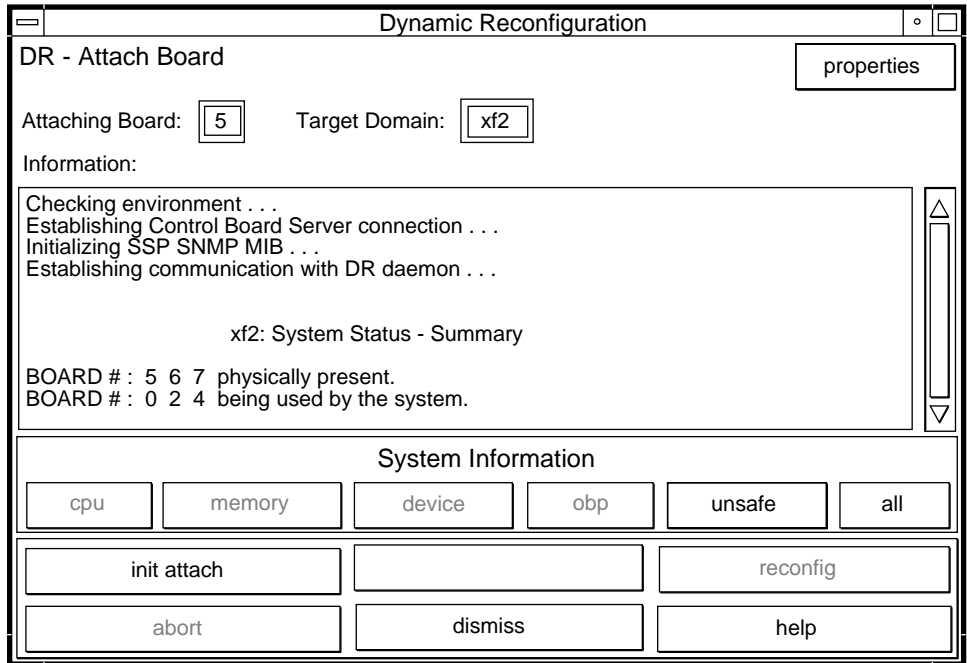 Dynamic Reconfiguration
DR - Attach Board
properties
Attaching Board: 5 Target Domain: xf2
Information:
Checking environment . . .
Establishing Control Board Server connection . . .
Initializing SSP SNMP MIB . . .
Establishing communication with DR daemon . . .
xf2: System Status - Summary
BOARD # : 5 6 7 physically present.
BOARD # : 0 2 4 being used by the system.
System Information
cpu memory device obp unsafe all
init attach reconfig
abort dismiss help